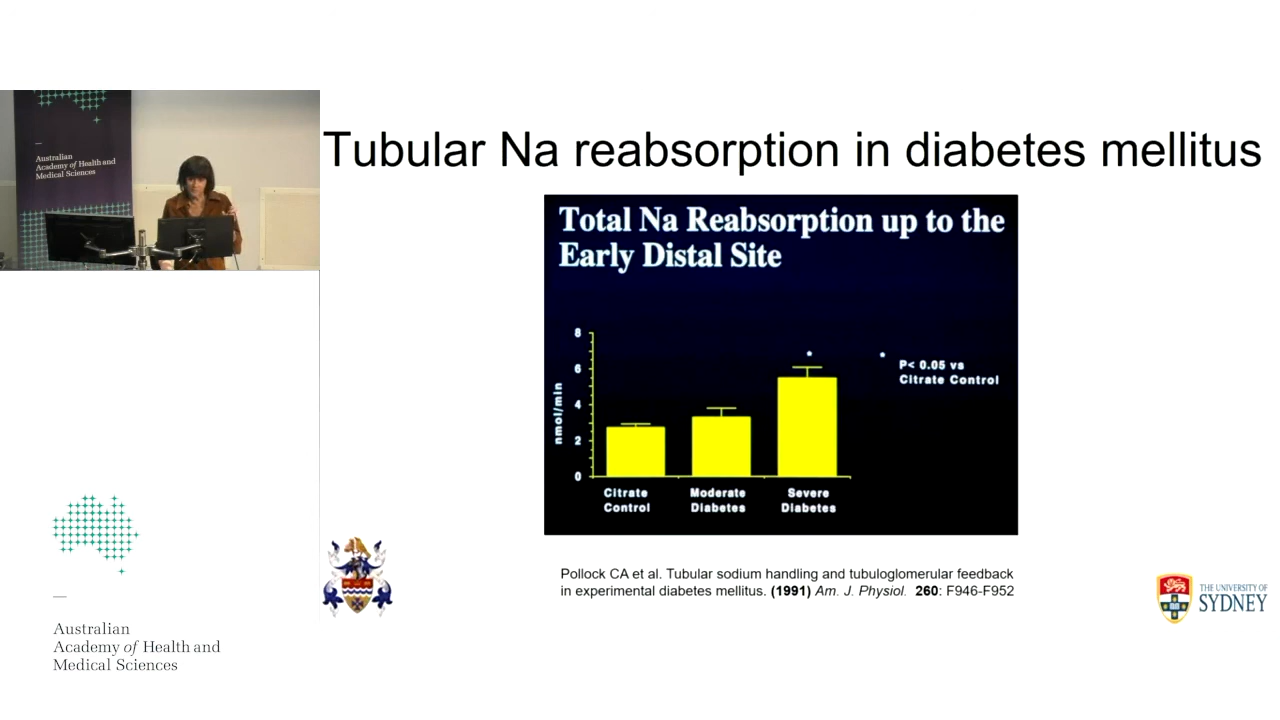 Australian
Academy of Health and
Medical Sciences
Tubular Na reabsorption in diabetes mellitus
Total Na Reabsorption up to the
Early Distal Site
8
6
4
2
0
nmol/min
Citrate
Control
Moderate
Diabetes
Severe
Diabetes
P< 0.05 vs
Citrate Control
Pollock CA et al. Tubular sodium handling and tubuloglomerular feedback
in experimental diabetes mellitus. (1991) Am. J. Physiol. 260: F946-F952
THE UNIVERSITY OF
SYDNEY
Australian
Academy of Health and
Medical Sciences